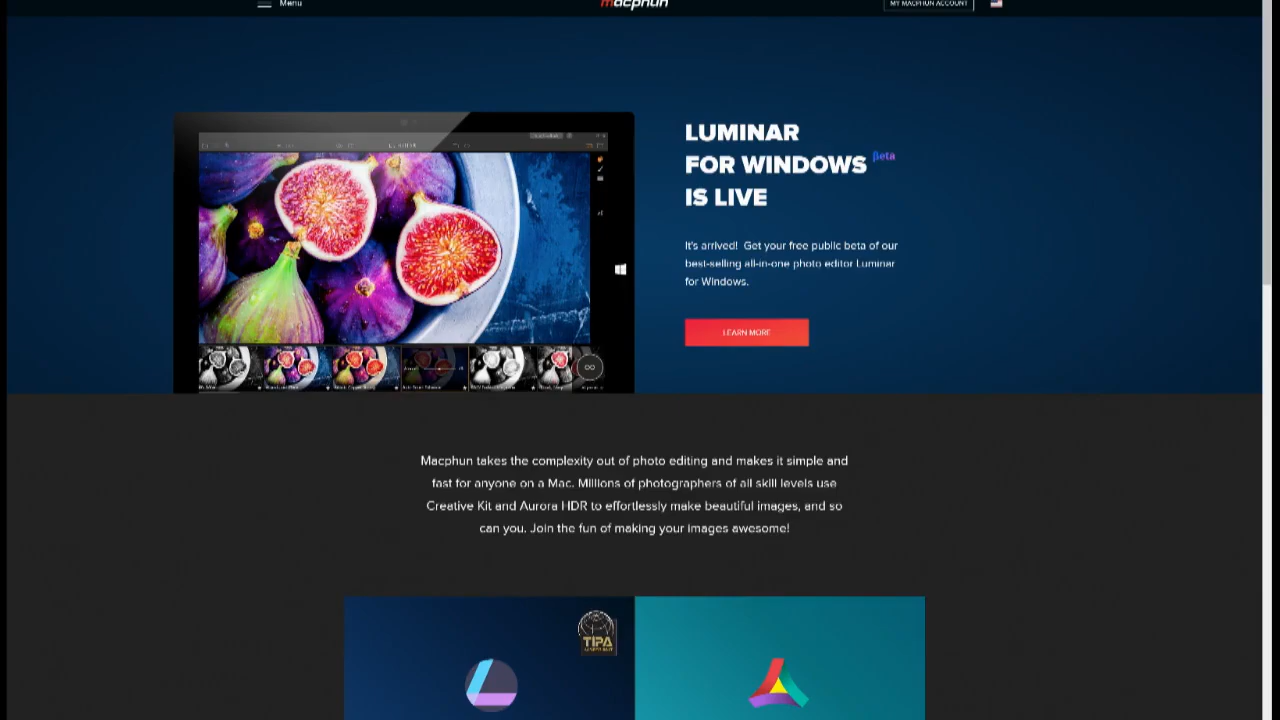 Menu
macphun
MY MACPHUN ACCOUNT
LUMINAR
FOR WINDOWS βeta
IS LIVE
It's arrived! Get your free public beta of our
best-selling all-in-one photo editor Luminar
for Windows.
LEARN MORE
Macphun takes the complexity out of photo editing and makes it simple and
fast for anyone on a Mac. Millions of photographers of all skill levels use
Creative Kit and Aurora HDR to effortlessly make beautiful images, and so
can you. Join the fun of making your images awesome!
TIPA